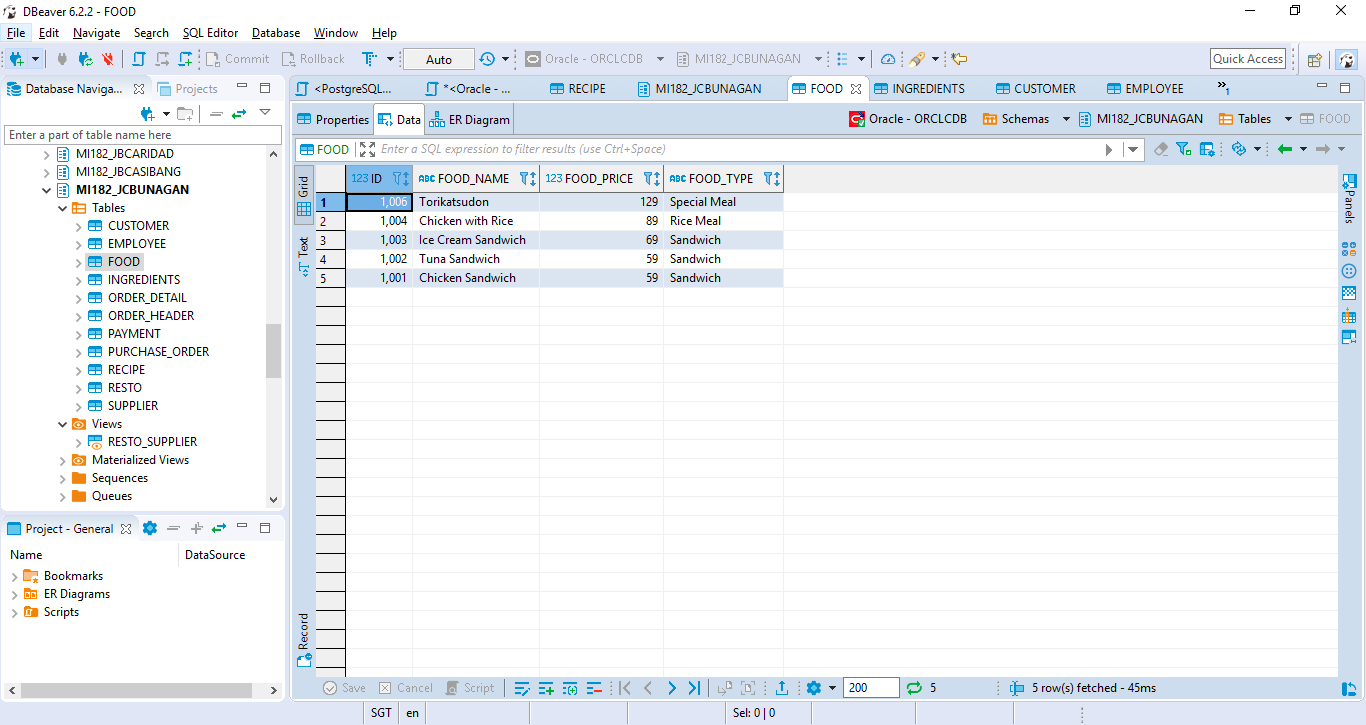 DBeaver 6.2.2 - FOOD
File Edit Navigate Search SQL Editor Database Window Help
Commit Rollback Auto Oracle - ORCLCDB MI182_JCBUNAGAN Quick Access
Database Naviga... Projects
<PostgreSQL... *<Oracle - ... RECIPE MI182_JCBUNAGAN FOOD INGREDIENTS CUSTOMER EMPLOYEE »1
Properties Data ER Diagram Oracle - ORCLCDB Schemas MI182_JCBUNAGAN Tables FOOD
Enter a part of table name here
FOOD Enter a SQL expression to filter results (use Ctrl+Space)
MI182_JBCARIDAD
MI182_JBCASIBANG
MI182_JCBUNAGAN
Tables
CUSTOMER
EMPLOYEE
FOOD
INGREDIENTS
ORDER_DETAIL
ORDER_HEADER
PAYMENT
PURCHASE_ORDER
RECIPE
RESTO
SUPPLIER
Views
RESTO_SUPPLIER
Materialized Views
Sequences
Queues
Grid
Text
Record
123 ID ABC FOOD_NAME 123 FOOD_PRICE ABC FOOD_TYPE
1 1,006 Torikatsudon 129 Special Meal
2 1,004 Chicken with Rice 89 Rice Meal
3 1,003 Ice Cream Sandwich 69 Sandwich
4 1,002 Tuna Sandwich 59 Sandwich
5 1,001 Chicken Sandwich 59 Sandwich
Panels
Project - General
Name DataSource
Bookmarks
ER Diagrams
Scripts
Save Cancel Script 200 5 5 row(s) fetched - 45ms
SGT en Sel: 0 | 0